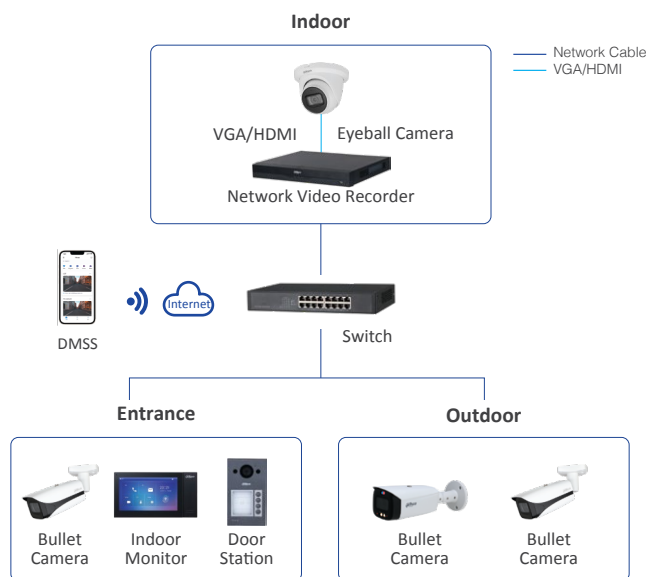 Indoor
Network Cable
VGA/HDMI
VGA/HDMI
Eyeball Camera
Network Video Recorder
Internet
DMSS
Switch
Entrance
Outdoor
Bullet
Camera
Indoor
Monitor
Door
Station
Bullet
Camera
Bullet
Camera